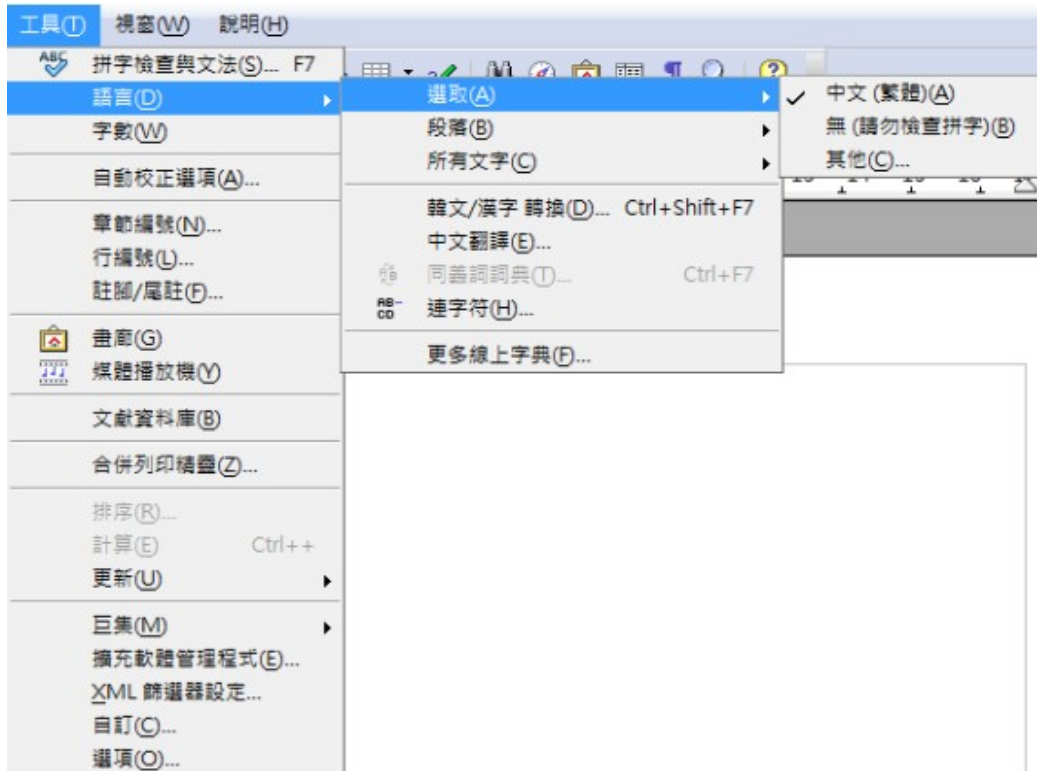 工具(T) 視窗(W) 說明(H)
拼字檢查與文法(S)... F7
語言(D)
字數(W)
自動校正選項(A)...
章節編號(N)...
行編號(L)...
註腳/尾註(F)...
畫廊(G)
媒體播放機(Y)
文獻資料庫(B)
合併列印精靈(Z)...
排序(R)...
計算(E) Ctrl++
更新(U)
巨集(M)
擴充軟體管理程式(E)...
XML 篩選器設定...
自訂(C)...
選項(O)...
選取(A)
段落(B)
所有文字(C)
韓文/漢字 轉換(D)... Ctrl+Shift+F7
中文翻譯(E)...
同義詞詞典(T)... Ctrl+F7
連字符(H)...
更多線上字典(F)...
中文 (繁體)(A)
無 (請勿檢查拼字)(B)
其他(C)...